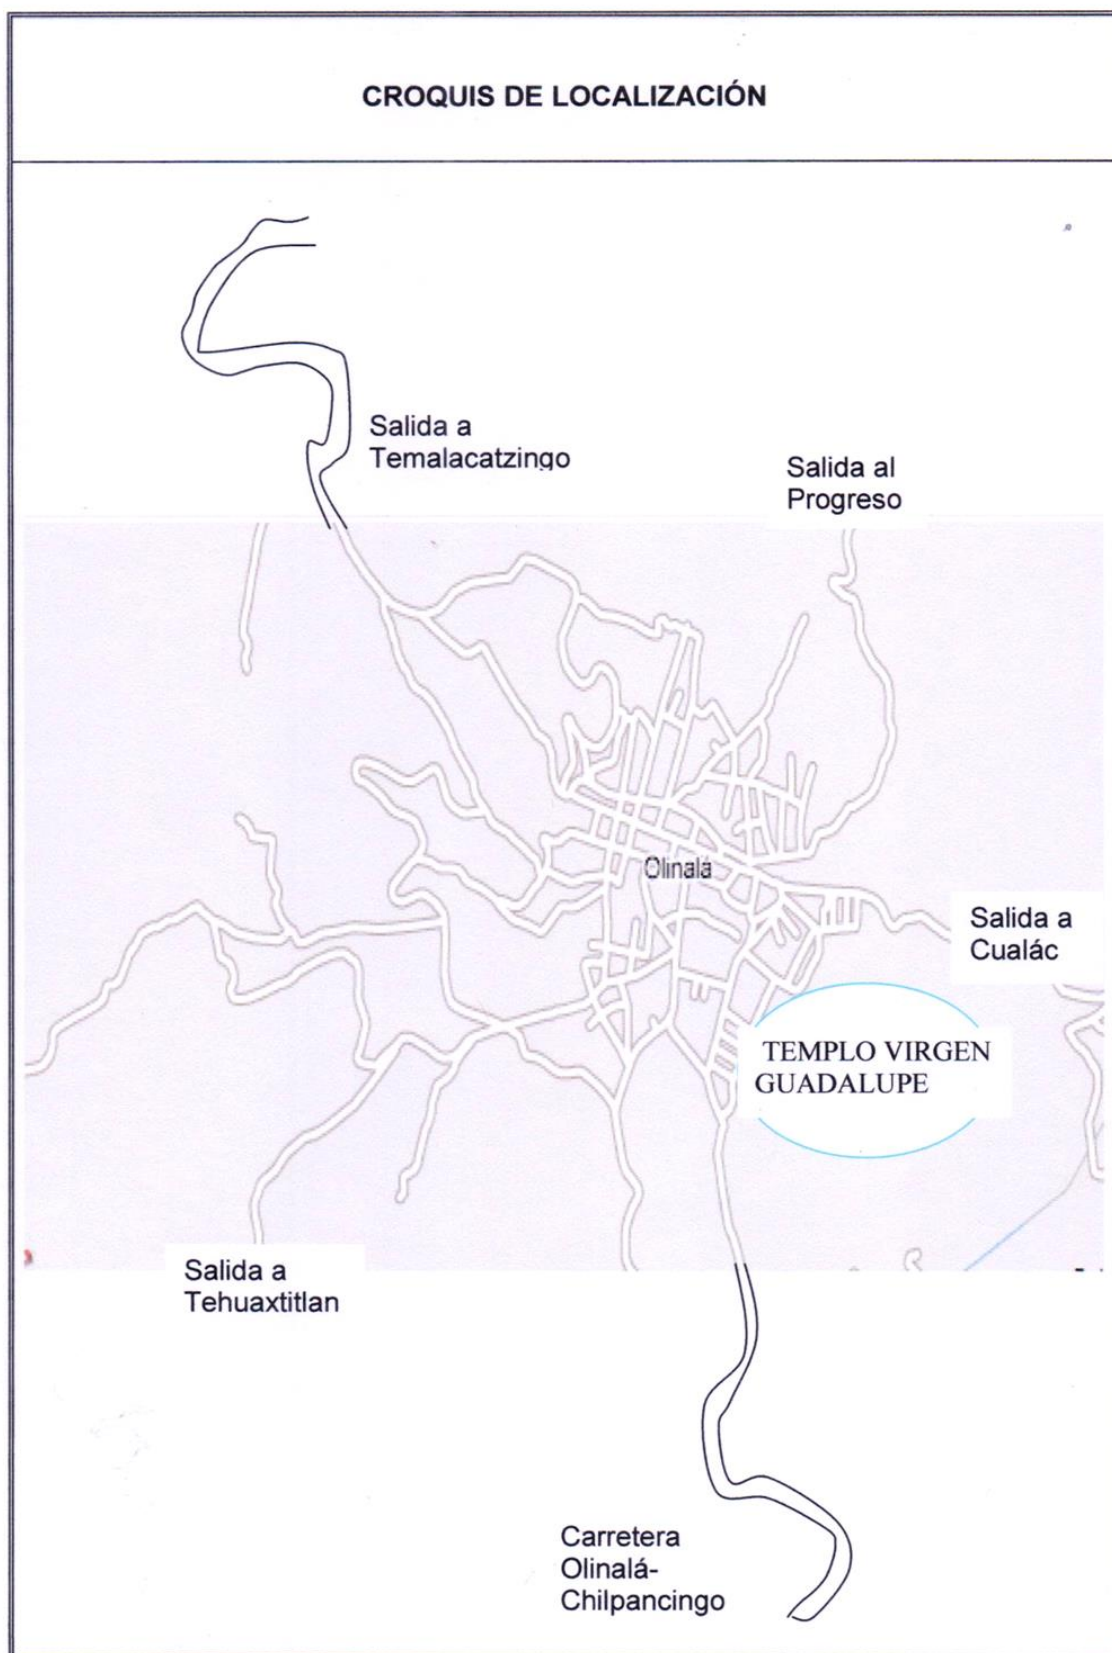 CROQUIS DE LOCALIZACIÓN
Salida a
Temalacatzingo
Salida al
Progreso
Olinalá
Salida a
Cualác
TEMPLO VIRGEN
GUADALUPE
Salida a
Tehuaxtitlan
Carretera
Olinalá-
Chilpancingo